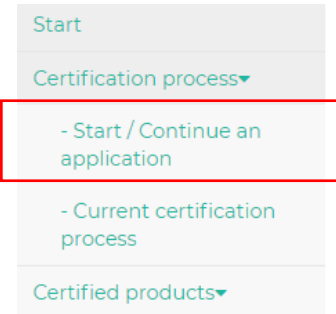 Start
Certification process▾
- Start / Continue an
application
- Current certification
process
Certified products▾